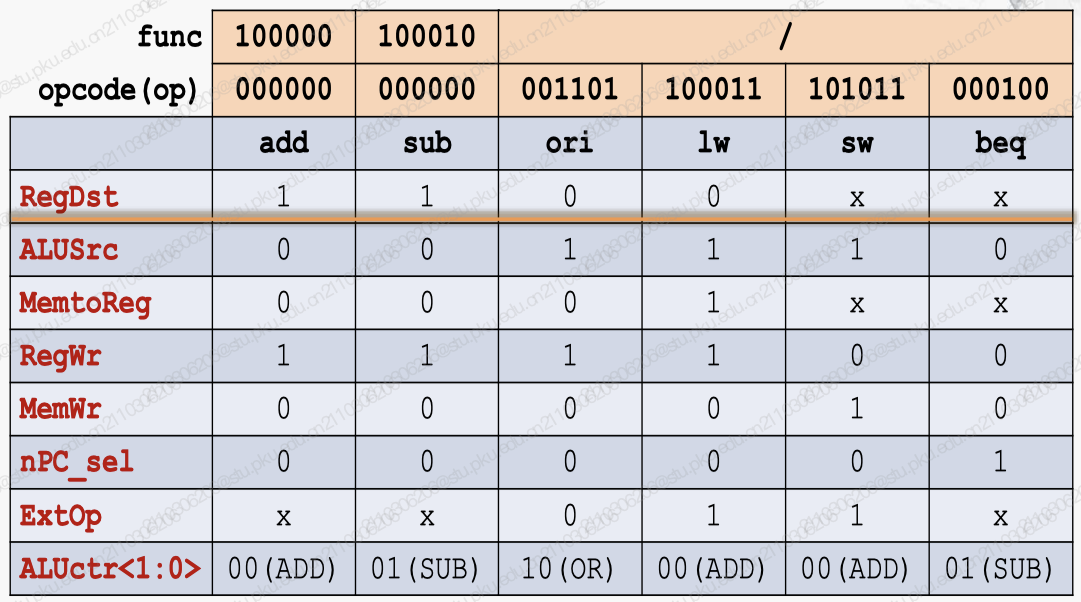 func 100000 100010 /
opcode(op) 000000 000000 001101 100011 101011 000100
add sub ori lw sw beq
RegDst 1 1 0 0 x x
ALUSrc 0 0 1 1 1 0
MemtoReg 0 0 0 1 x x
RegWr 1 1 1 1 0 0
MemWr 0 0 0 0 1 0
nPC_sel 0 0 0 0 0 1
ExtOp x x 0 1 1 x
ALUctr<1:0> 00(ADD) 01(SUB) 10(OR) 00(ADD) 00(ADD) 01(SUB)